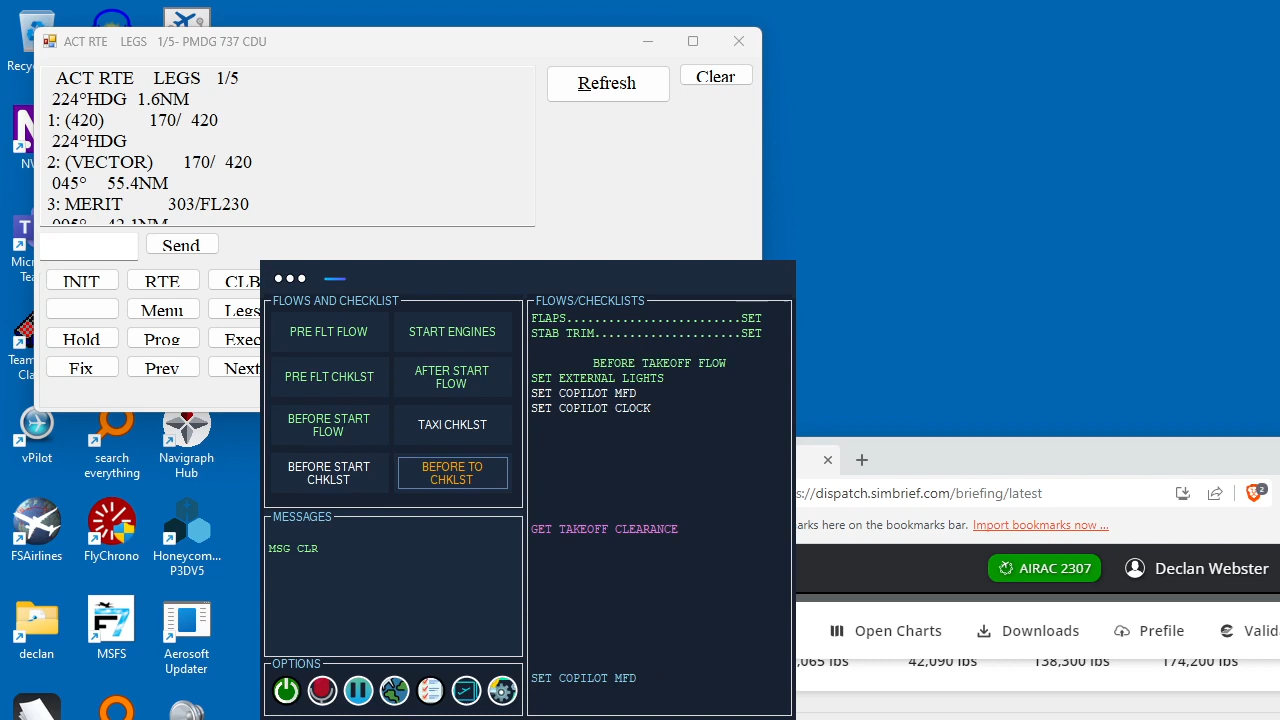 ACT RTE LEGS 1/5- PMDG 737 CDU
ACT RTE LEGS 1/5
224°HDG 1.6NM
1: (420) 170/ 420
224°HDG
2: (VECTOR) 170/ 420
045° 55.4NM
3: MERIT 303/FL230
Refresh
Clear
Send
INIT RTE CLB
Menu Legs
Hold Prog Exec
Fix Prev Next
FLOWS AND CHECKLIST
PRE FLT FLOW
START ENGINES
PRE FLT CHKLST
AFTER START
FLOW
BEFORE START
FLOW
TAXI CHKLST
BEFORE START
CHKLST
BEFORE TO
CHKLST
MESSAGES
MSG CLR
OPTIONS
FLOWS/CHECKLISTS
FLAPS.........................SET
STAB TRIM.....................SET
BEFORE TAKEOFF FLOW
SET EXTERNAL LIGHTS
SET COPILOT MFD
SET COPILOT CLOCK
GET TAKEOFF CLEARANCE
SET COPILOT MFD
Recy
NV
Micr
Tea
Team
Cla
vPilot
search
everything
Navigraph
Hub
FSAirlines
FlyChrono
Honeycom...
P3DV5
declan
MSFS
Aerosoft
Updater
s://dispatch.simbrief.com/briefing/latest
2
here on the bookmarks bar. Import bookmarks now ...
AIRAC 2307
Declan Webster
Open Charts
Downloads
Prefile
Valid
,065 lbs 42,090 lbs 138,300 lbs 174,200 lbs